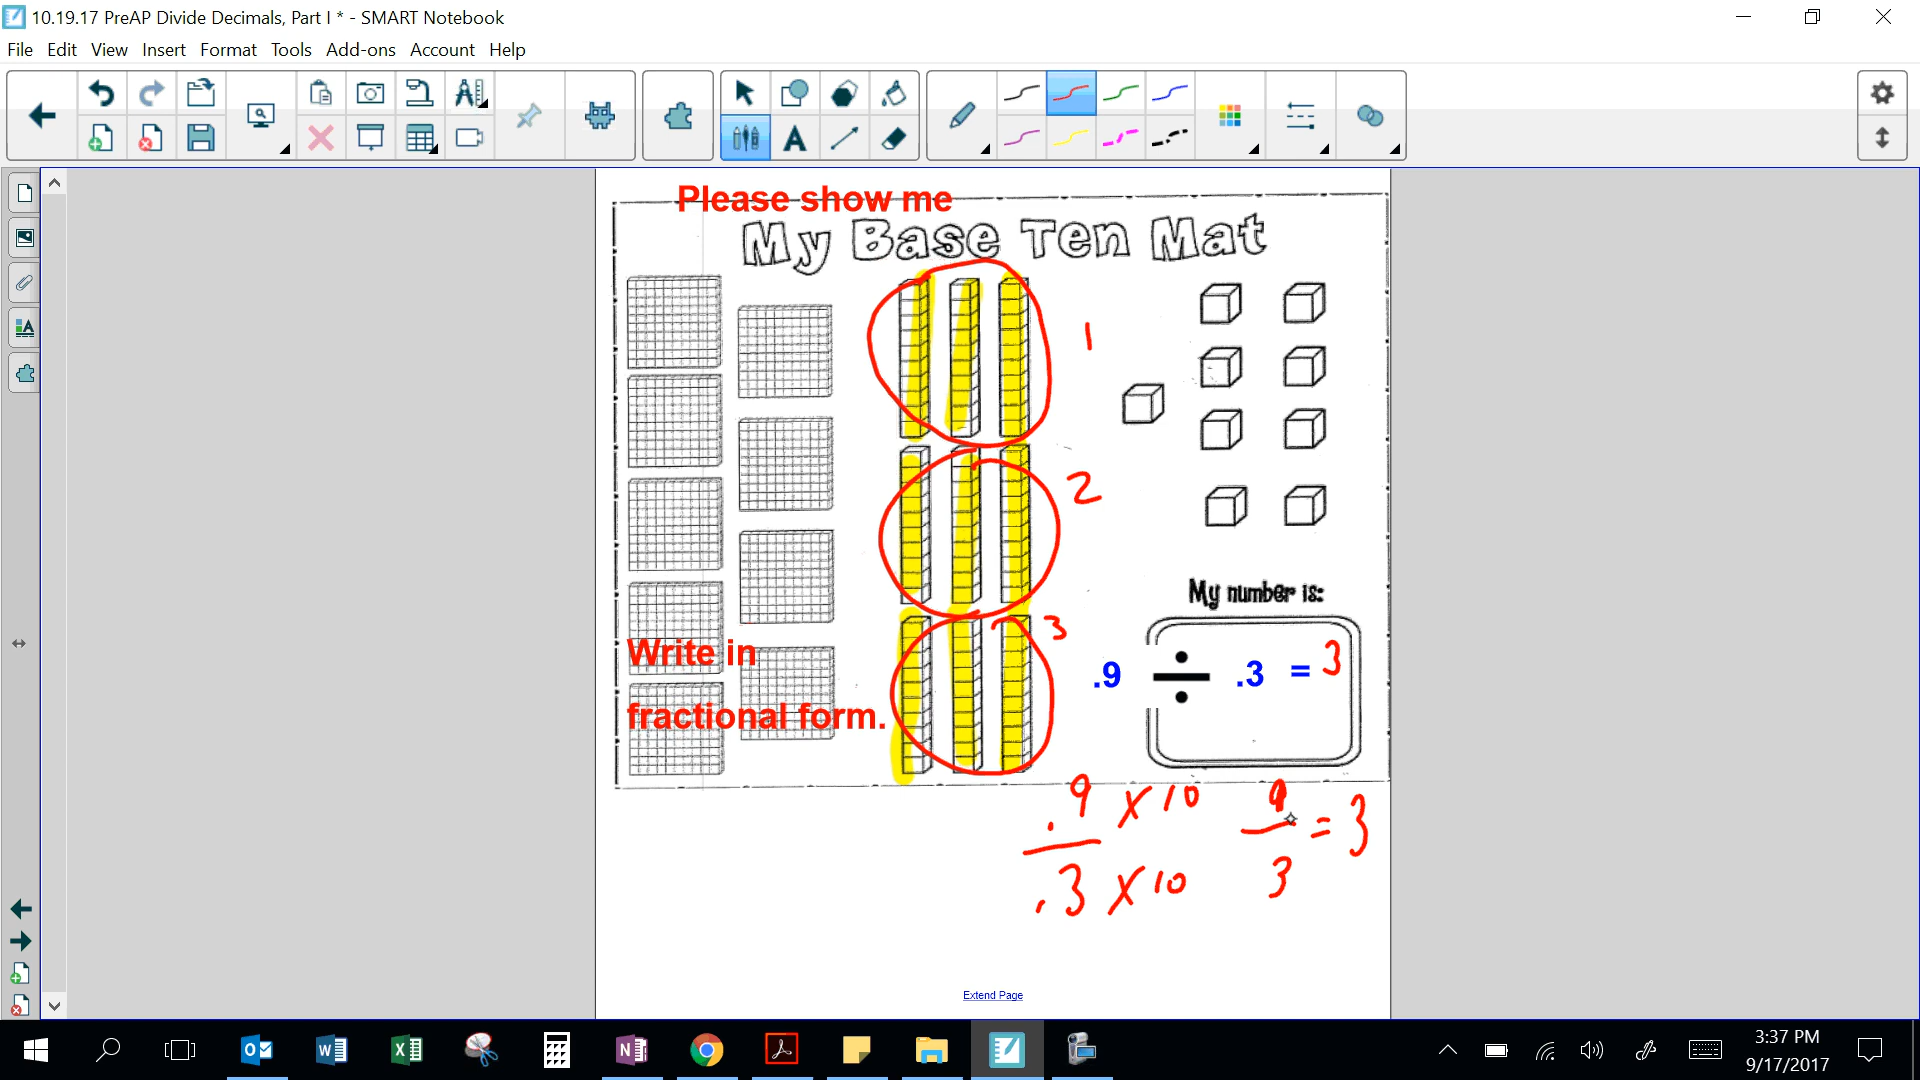 10.19.17 PreAP Divide Decimals, Part I * - SMART Notebook
File Edit View Insert Format Tools Add-ons Account Help
Please show me
My Base Ten Mat
1
2
3
My number is:
.9 ÷ .3 = 3
Write in
fractional form.
.9 x 10
.3 x 10
9
3
= 3
Extend Page
3:37 PM
9/17/2017